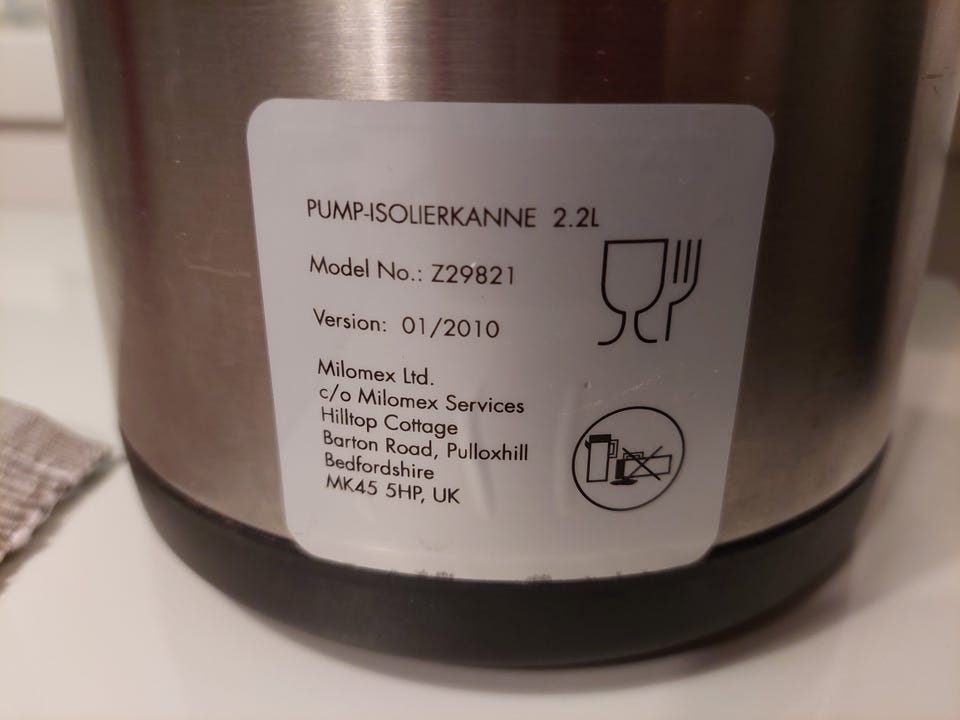 PUMP-ISOLIERKANNE 2.2L
Model No.: Z29821
Version: 01/2010
Milomex Ltd.
c/o Milomex Services
Hilltop Cottage
Barton Road, Pulloxhill
Bedfordshire
MK45 5HP, UK